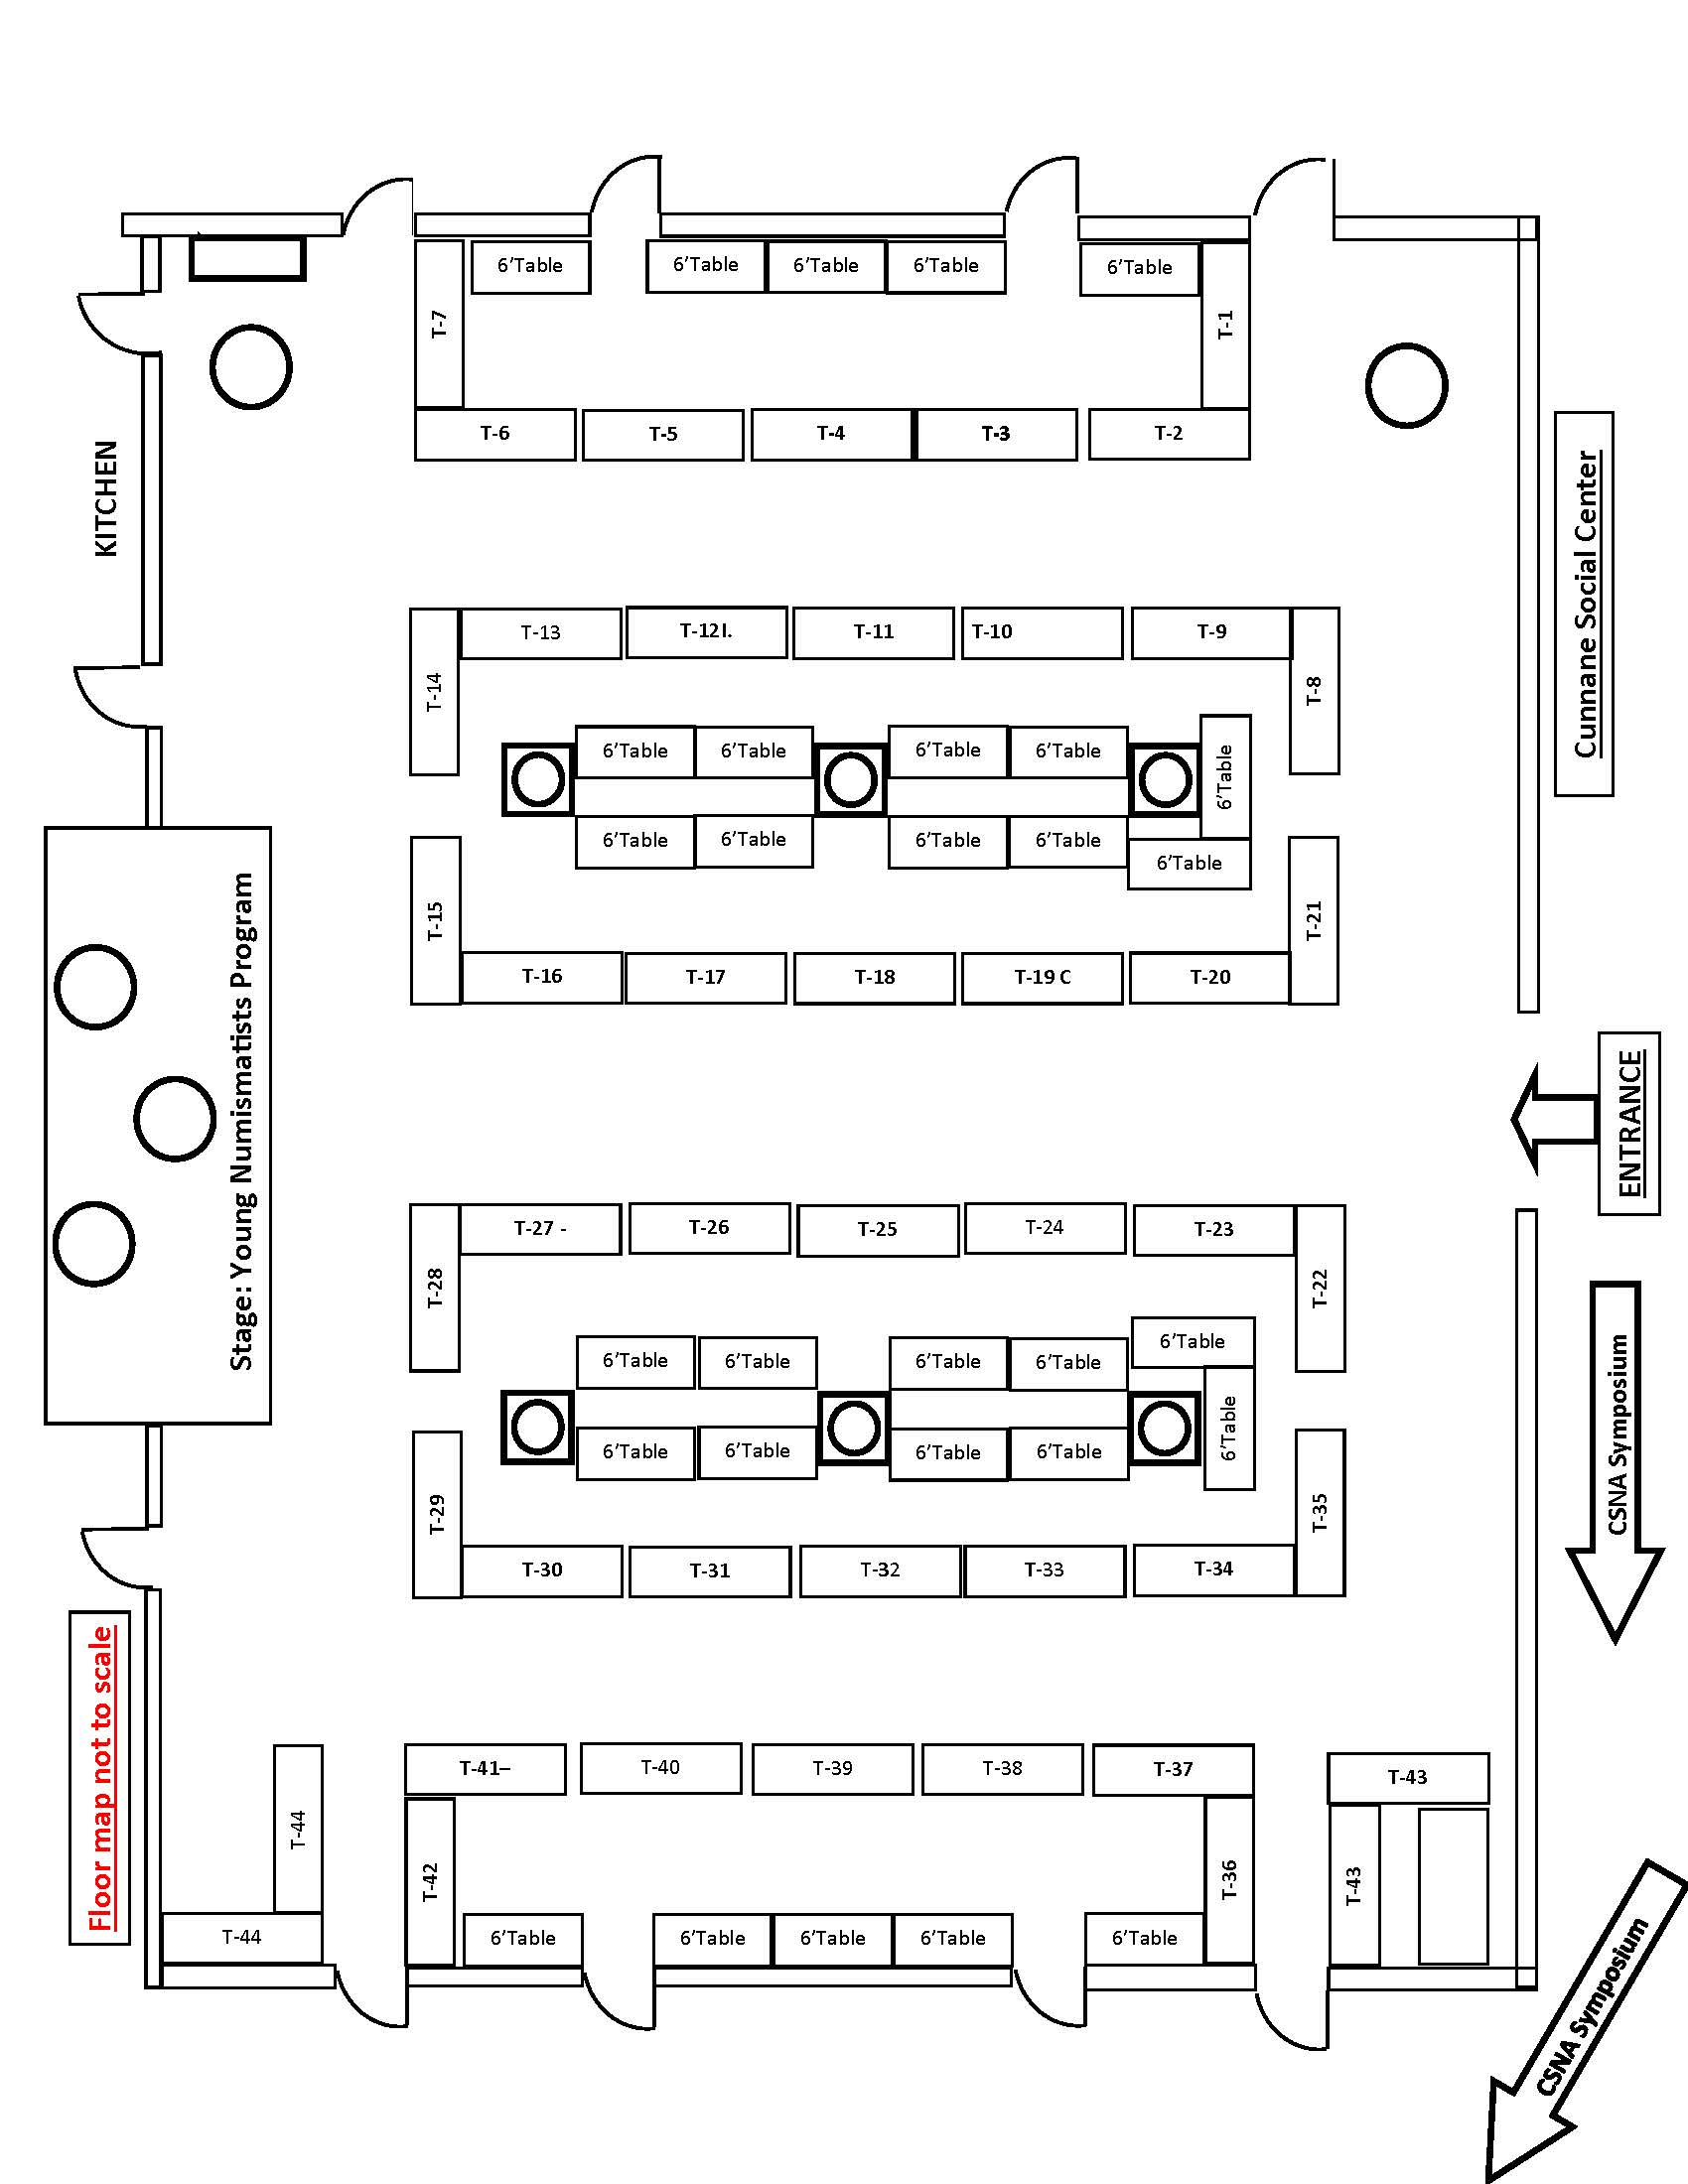 6'Table
6'Table
6'Table
6'Table
6'Table
T-7
T-1
T-6
T-5
T-4
T-3
T-2
KITCHEN
Cunnane Social Center
T-13
T-12I.
T-11
T-10
T-9
T-14
T-8
6'Table
6'Table
6'Table
6'Table
6'Table
6'Table
6'Table
6'Table
6'Table
6'Table
T-15
T-21
T-16
T-17
T-18
T-19 C
T-20
Stage: Young Numismatists Program
ENTRANCE
T-27 -
T-26
T-25
T-24
T-23
T-28
T-22
6'Table
6'Table
6'Table
6'Table
6'Table
6'Table
6'Table
6'Table
6'Table
6'Table
CSNA Symposium
T-29
T-35
T-30
T-31
T-32
T-33
T-34
Floor map not to scale
T-41–
T-40
T-39
T-38
T-37
T-43
T-44
T-42
T-36
T-43
T-44
6'Table
6'Table
6'Table
6'Table
6'Table
CSNA Symposium